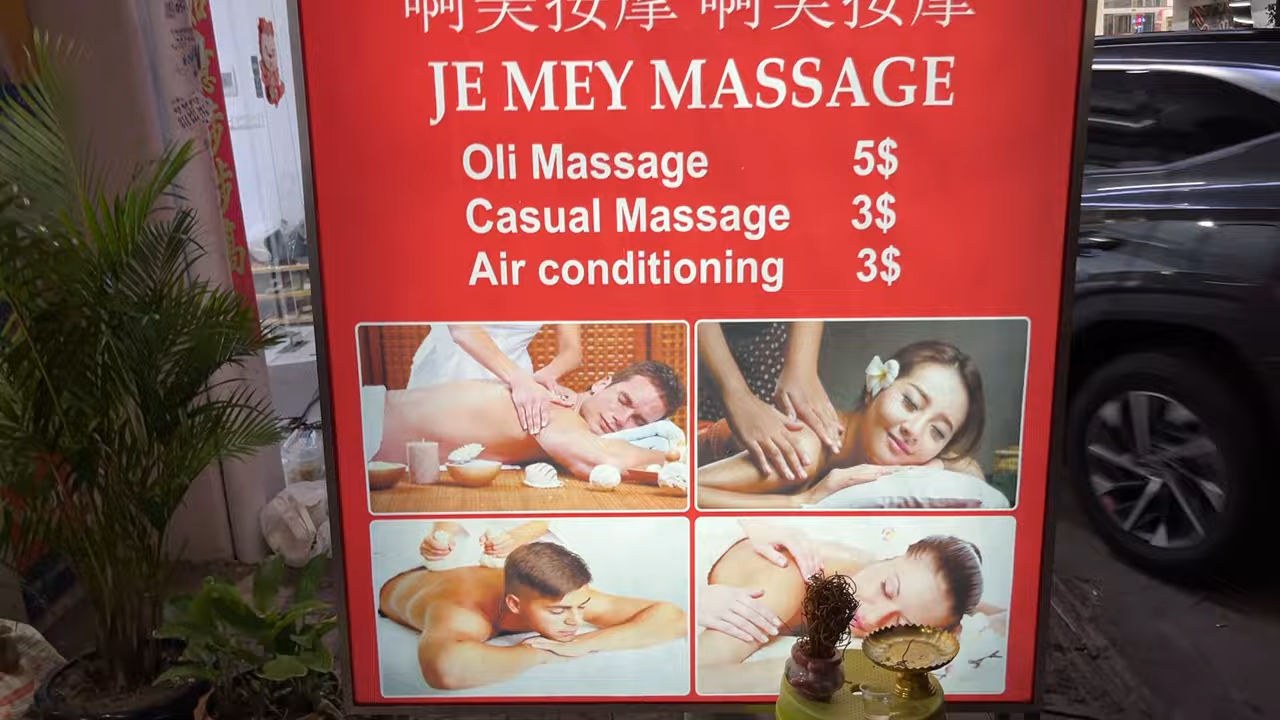 啊美按摩 啊美按摩
JE MEY MASSAGE
Oli Massage 5$
Casual Massage 3$
Air conditioning 3$